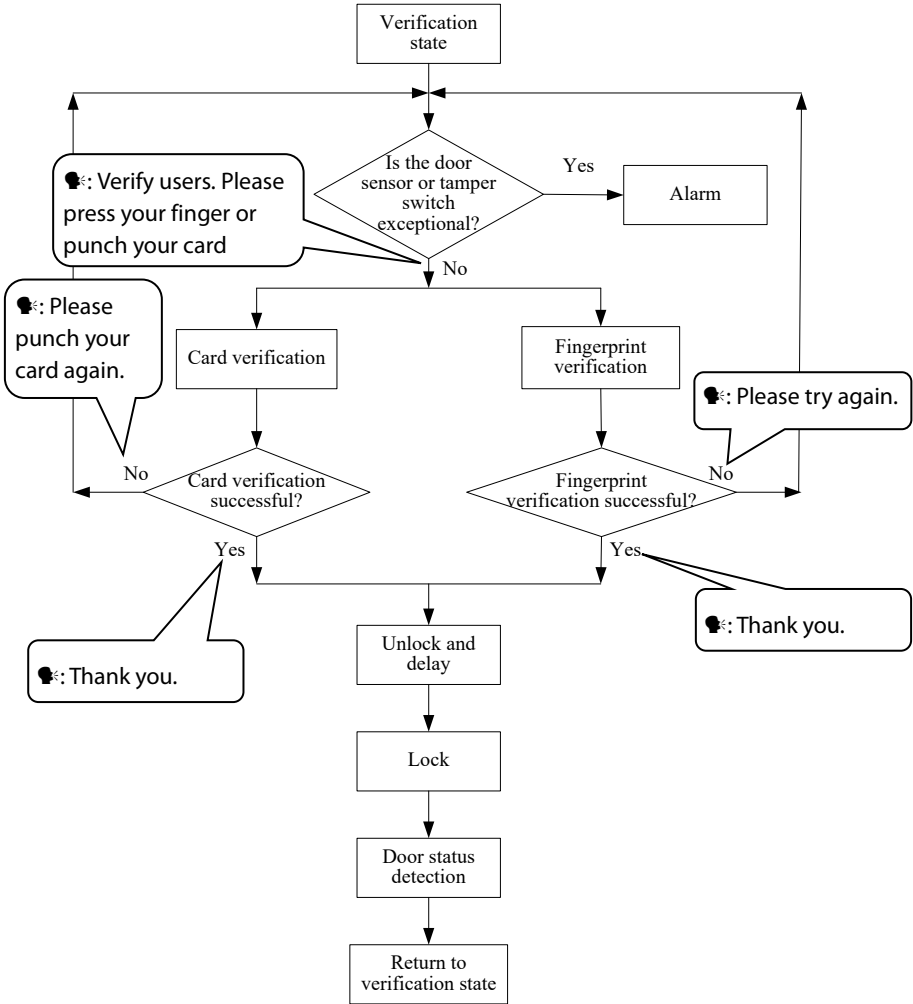 Verification
state
Is the door
sensor or tamper
switch
exceptional?
Yes
Alarm
🗣: Verify users. Please
press your finger or
punch your card
No
🗣: Please
punch your
card again.
Card verification
Fingerprint
verification
🗣: Please try again.
No
Card verification
successful?
Fingerprint
verification successful?
No
Yes
Yes
🗣: Thank you.
🗣: Thank you.
Unlock and
delay
Lock
Door status
detection
Return to
verification state